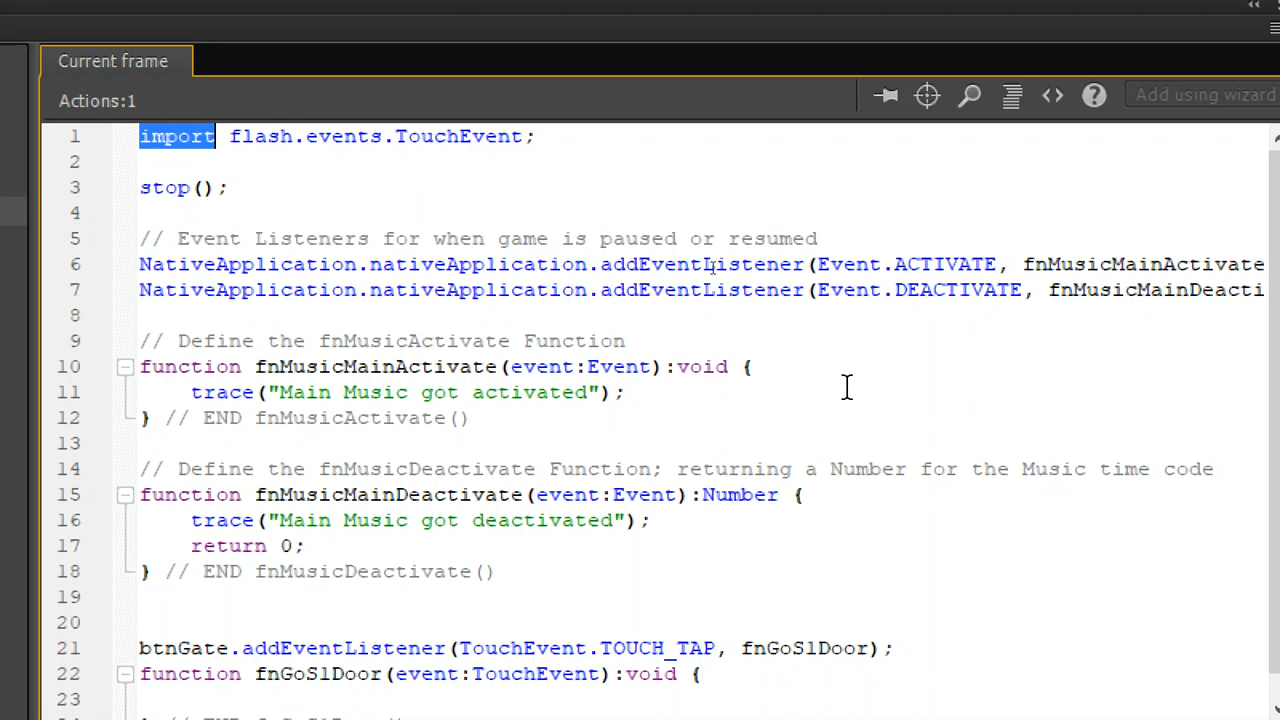 Current frame
Actions:1
Add using wizard
1 import flash.events.TouchEvent;
2
3 stop();
4
5 // Event Listeners for when game is paused or resumed
6 NativeApplication.nativeApplication.addEventListener(Event.ACTIVATE, fnMusicMainActivate
7 NativeApplication.nativeApplication.addEventListener(Event.DEACTIVATE, fnMusicMainDeacti
8
9 // Define the fnMusicActivate Function
10 function fnMusicMainActivate(event:Event):void {
11 trace("Main Music got activated");
12 } // END fnMusicActivate()
13
14 // Define the fnMusicDeactivate Function; returning a Number for the Music time code
15 function fnMusicMainDeactivate(event:Event):Number {
16 trace("Main Music got deactivated");
17 return 0;
18 } // END fnMusicDeactivate()
19
20
21 btnGate.addEventListener(TouchEvent.TOUCH_TAP, fnGoS1Door);
22 function fnGoS1Door(event:TouchEvent):void {
23